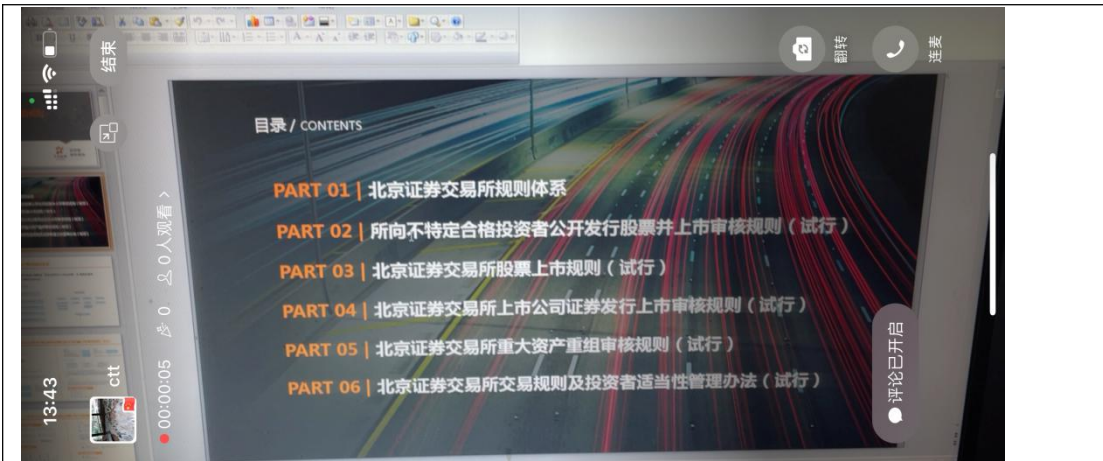 目录 / CONTENTS
PART 01 | 北京证券交易所规则体系
PART 02 | 所向不特定合格投资者公开发行股票并上市审核规则（试行）
PART 03 | 北京证券交易所股票上市规则（试行）
PART 04 | 北京证券交易所上市公司证券发行上市审核规则（试行）
PART 05 | 北京证券交易所重大资产重组审核规则（试行）
PART 06 | 北京证券交易所交易规则及投资者适当性管理办法（试行）
13:43
结束
ctt
00:00:05
0
0人观看 >
翻转
连麦
评论已开启